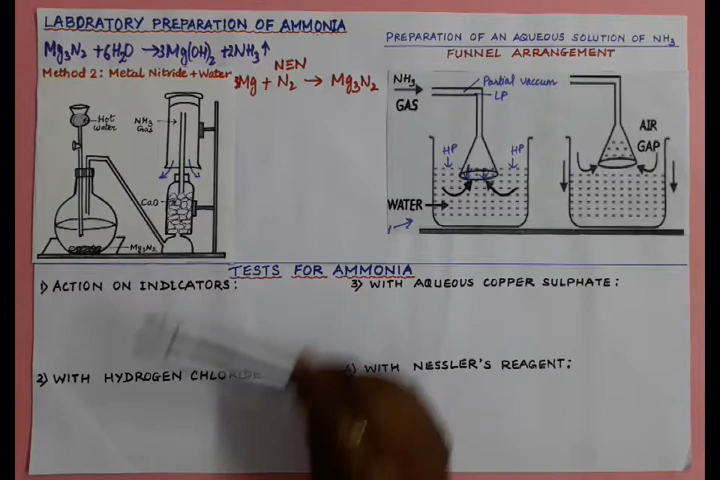 LABORATORY PREPARATION OF AMMONIA
Mg₃N₂ +6H₂O →3Mg(OH)₂ +2NH₃↑
Method 2: Metal Nitride + Water
N≡N
3Mg + N₂ → Mg₃N₂
Hot water
NH₃ Gas
CaO
Mg₃N₂
PREPARATION OF AN AQUEOUS SOLUTION OF NH₃
FUNNEL ARRANGEMENT
NH₃ GAS
Partial vaccum
LP
HP
HP
WATER
AIR GAP
TESTS FOR AMMONIA
1) ACTION ON INDICATORS:
2) WITH HYDROGEN CHLORIDE
3) WITH AQUEOUS COPPER SULPHATE:
4) WITH NESSLER'S REAGENT: